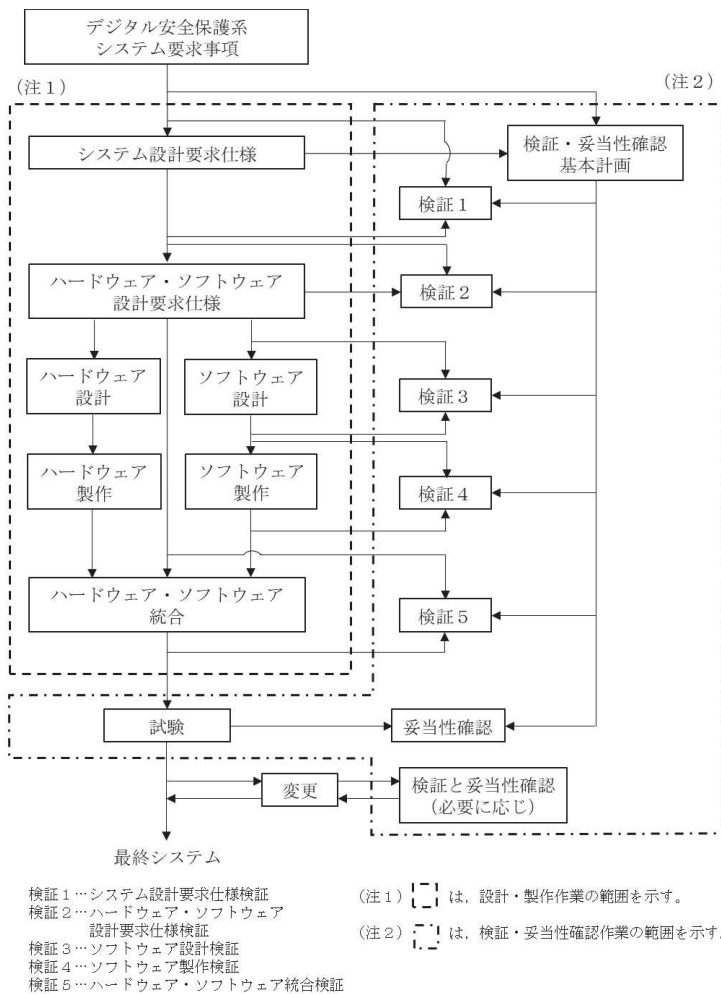 デジタル安全保護系
システム要求事項
(注1)
(注2)
システム設計要求仕様
検証・妥当性確認
基本計画
検証1
ハードウェア・ソフトウェア
設計要求仕様
検証2
ハードウェア
設計
ソフトウェア
設計
検証3
ハードウェア
製作
ソフトウェア
製作
検証4
ハードウェア・ソフトウェア
統合
検証5
試験
妥当性確認
変更
検証と妥当性確認
(必要に応じ)
最終システム
検証1…システム設計要求仕様検証
検証2…ハードウェア・ソフトウェア
設計要求仕様検証
検証3…ソフトウェア設計検証
検証4…ソフトウェア製作検証
検証5…ハードウェア・ソフトウェア統合検証
(注1) は,設計・製作作業の範囲を示す。
(注2) は,検証・妥当性確認作業の範囲を示す。